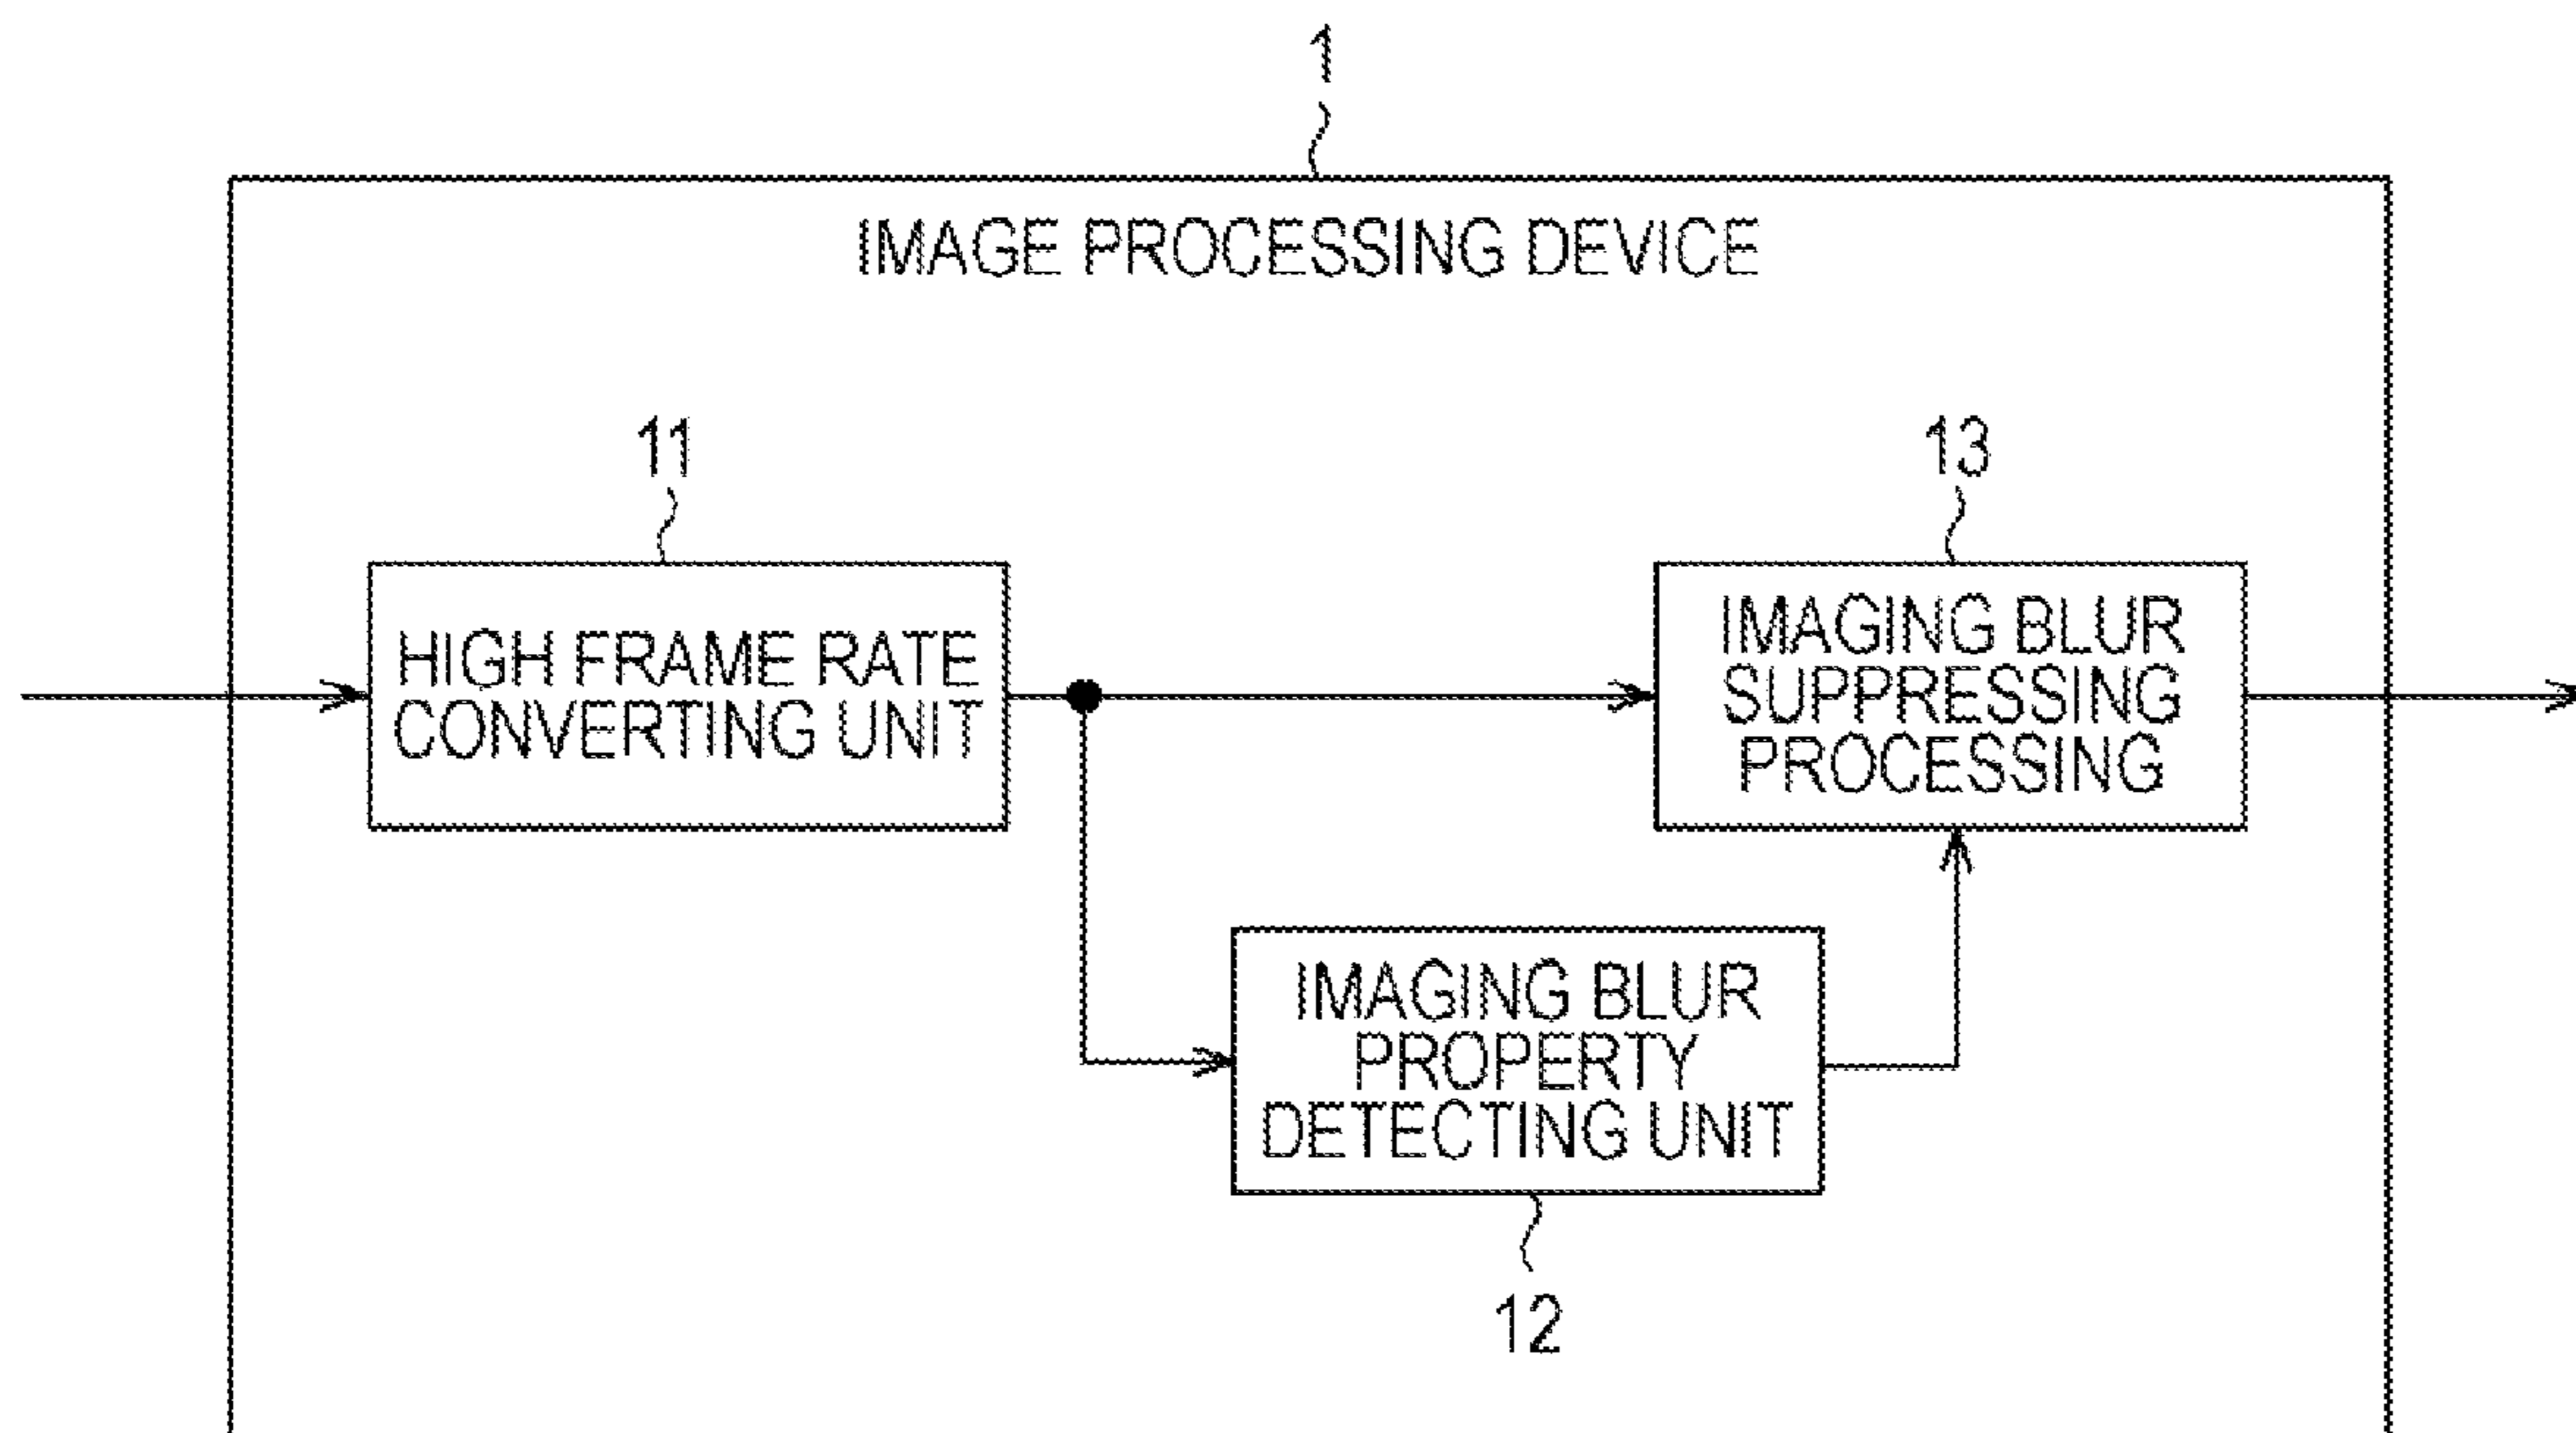 1
IMAGE PROCESSING DEVICE
11
13
HIGH FRAME RATE
CONVERTING UNIT
IMAGING BLUR
SUPPRESSING
PROCESSING
IMAGING BLUR
PROPERTY
DETECTING UNIT
12